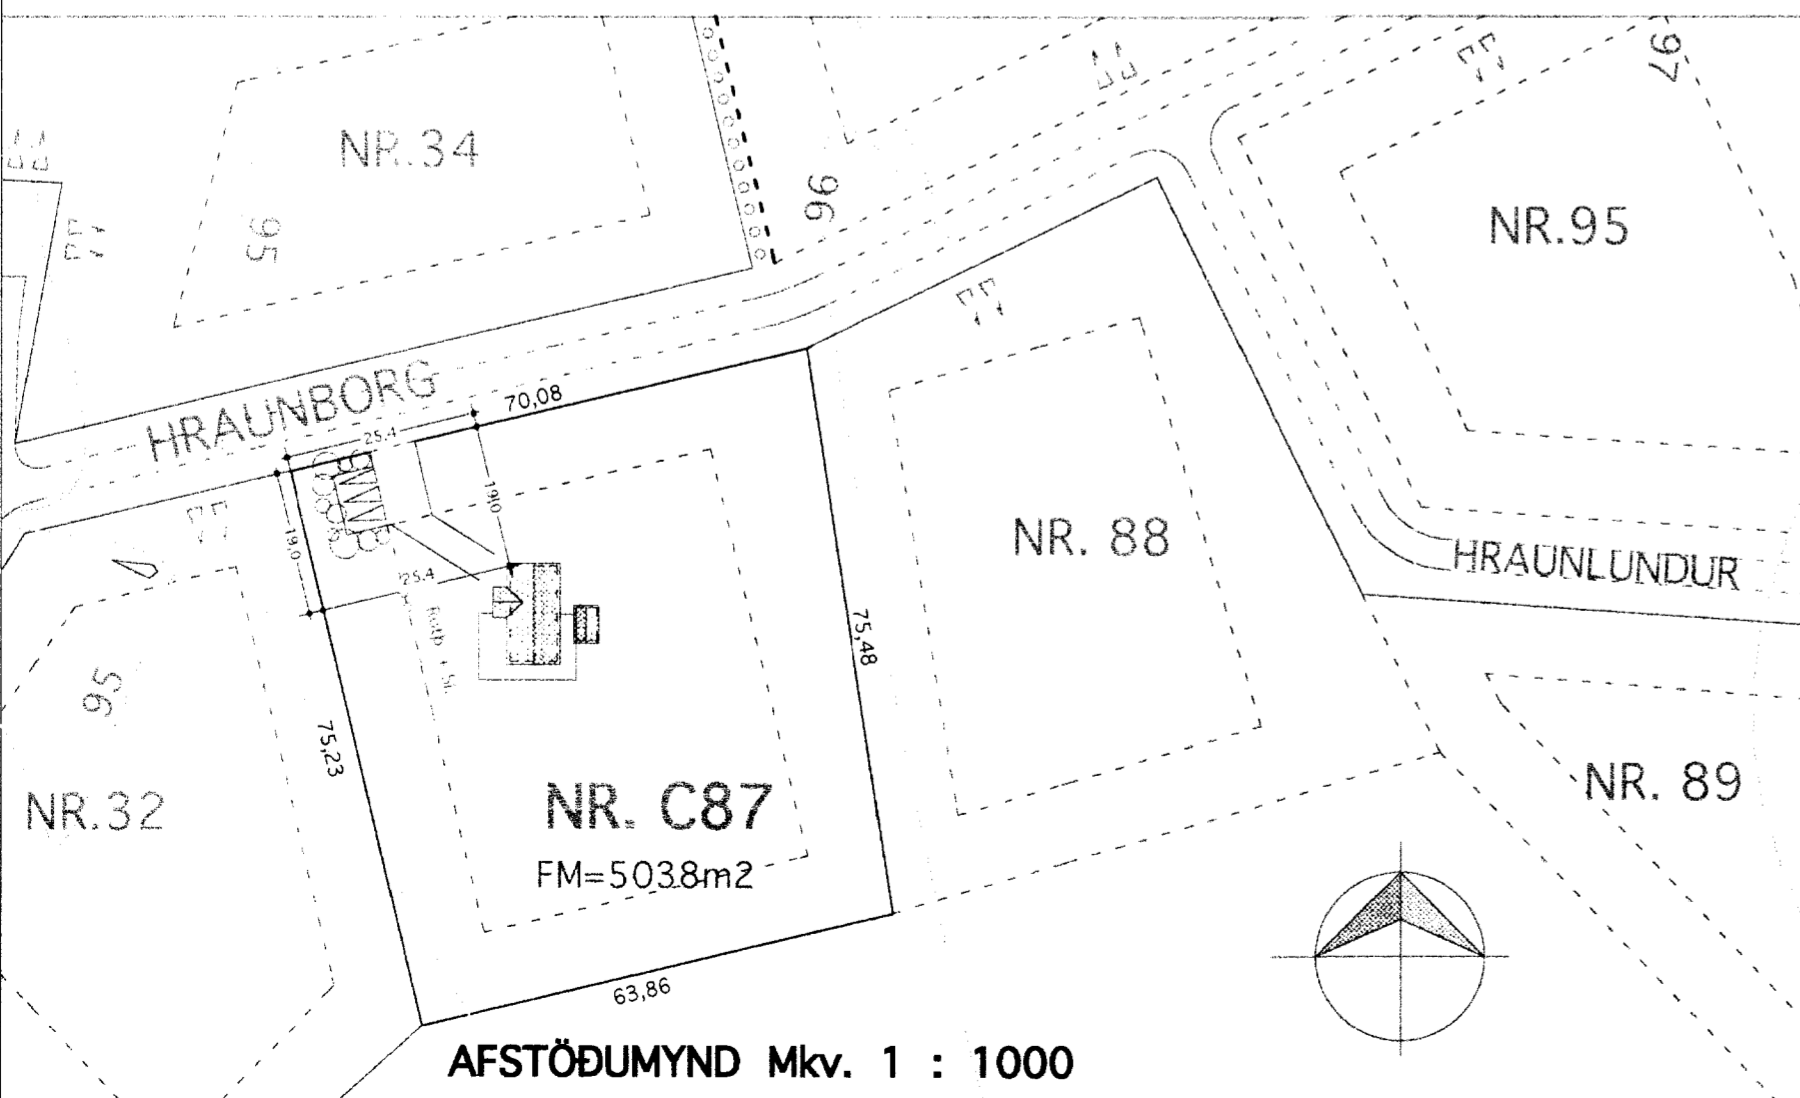 97
NR.34
96
95
NR.95
HRAUNBORG
70,08
25.4
19.0
19.0
25.4
NR. 88
HRAUNLUNDUR
75,48
95
75,23
NR.32
NR. C87
FM=5038m2
NR. 89
63,86
AFSTÖÐUMYND Mkv. 1 : 1000